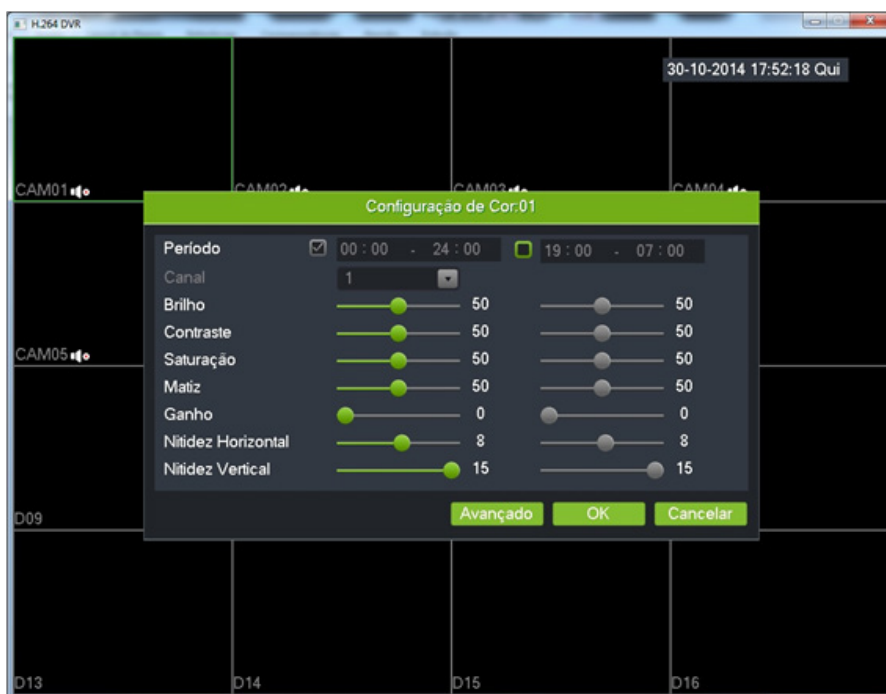 H.264 DVR
30-10-2014 17:52:18 Qui
CAM01 CAM02 CAM03 CAM04
Configuração de Cor:01
Período 00:00 - 24:00 19:00 - 07:00
Canal 1
Brilho 50 50
Contraste 50 50
CAM05
Saturação 50 50
Matiz 50 50
Ganho 0 0
Nitidez Horizontal 8 8
Nitidez Vertical 15 15
Avançado OK Cancelar
D09
D13 D14 D15 D16